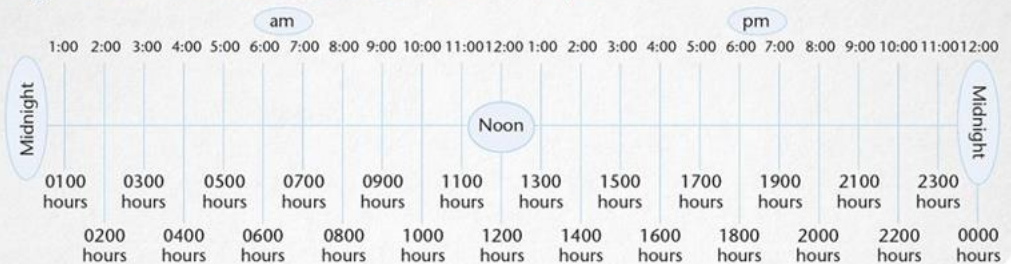 am pm
1:00 2:00 3:00 4:00 5:00 6:00 7:00 8:00 9:00 10:00 11:00 12:00 1:00 2:00 3:00 4:00 5:00 6:00 7:00 8:00 9:00 10:00 11:00 12:00
Midnight Noon Midnight
0100 0300 0500 0700 0900 1100 1300 1500 1700 1900 2100 2300
hours hours hours hours hours hours hours hours hours hours hours hours
0200 0400 0600 0800 1000 1200 1400 1600 1800 2000 2200 0000
hours hours hours hours hours hours hours hours hours hours hours hours